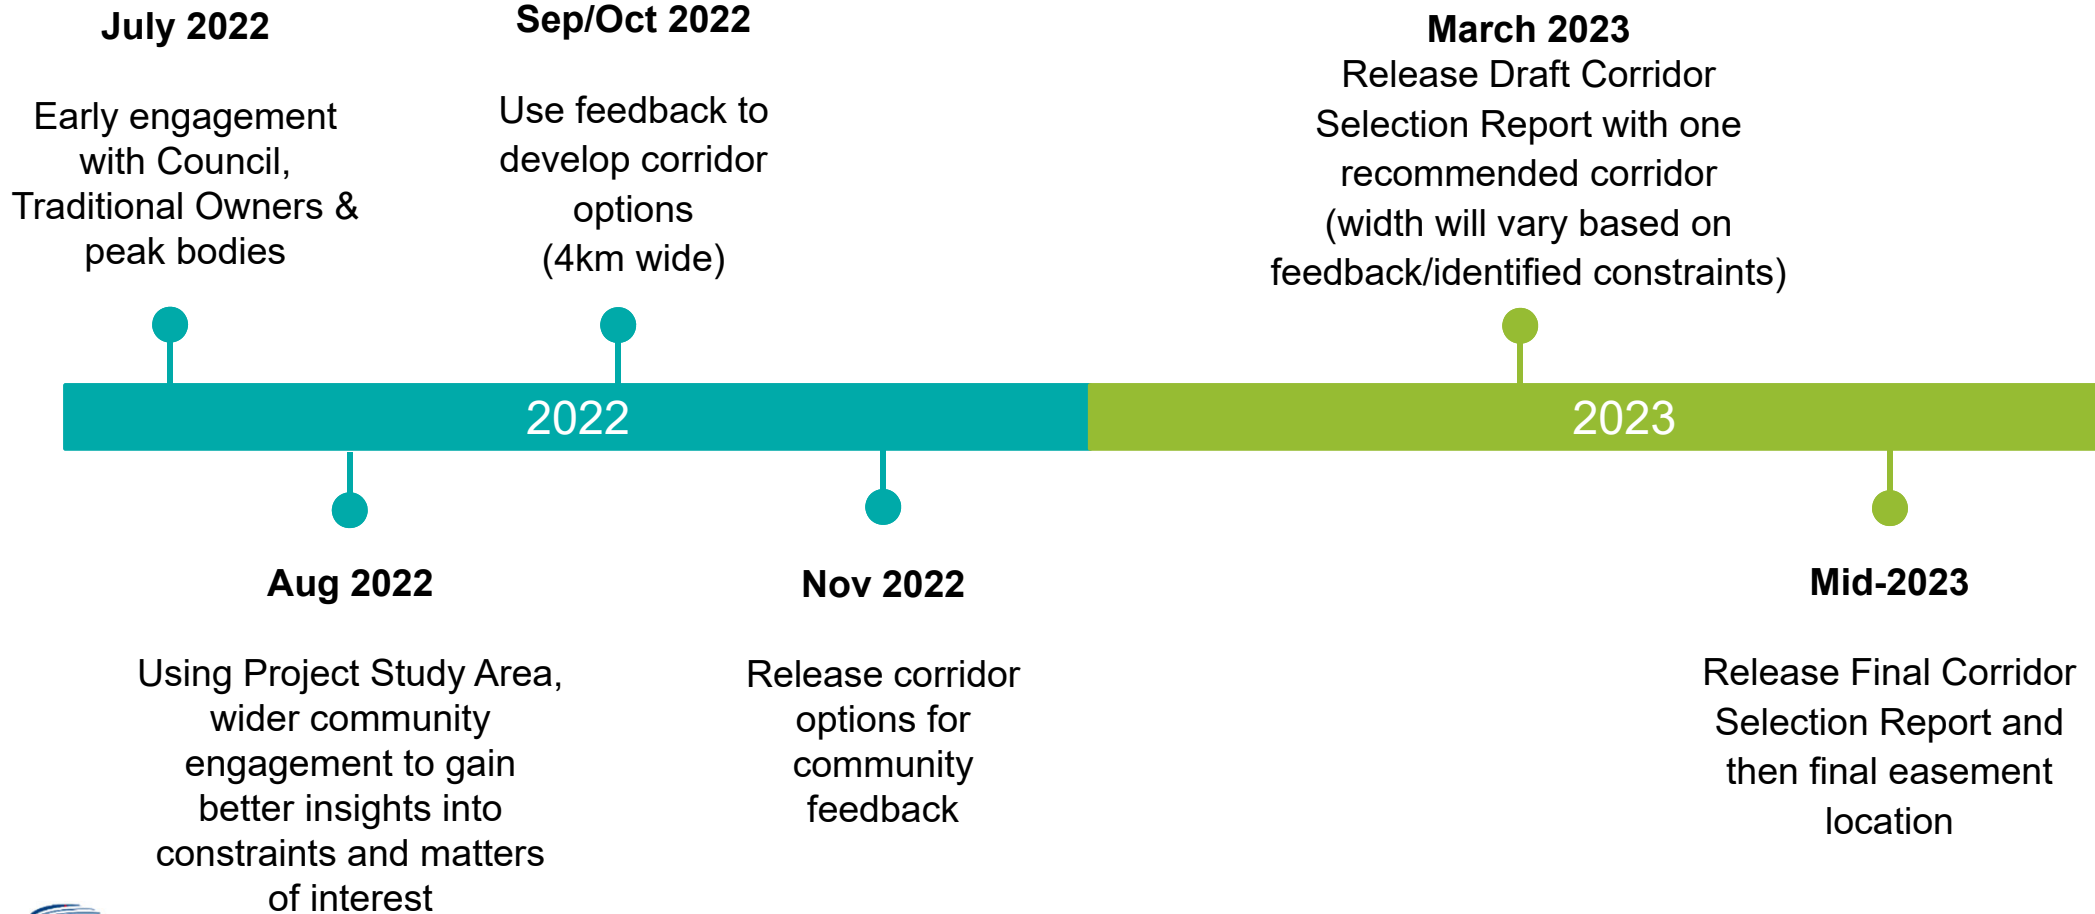 July 2022
Early engagement
with Council,
Traditional Owners &
peak bodies
Sep/Oct 2022
Use feedback to
develop corridor
options
(4km wide)
March 2023
Release Draft Corridor
Selection Report with one
recommended corridor
(width will vary based on
feedback/identified constraints)
2022
2023
Aug 2022
Using Project Study Area,
wider community
engagement to gain
better insights into
constraints and matters
of interest
Nov 2022
Release corridor
options for
community
feedback
Mid-2023
Release Final Corridor
Selection Report and
then final easement
location